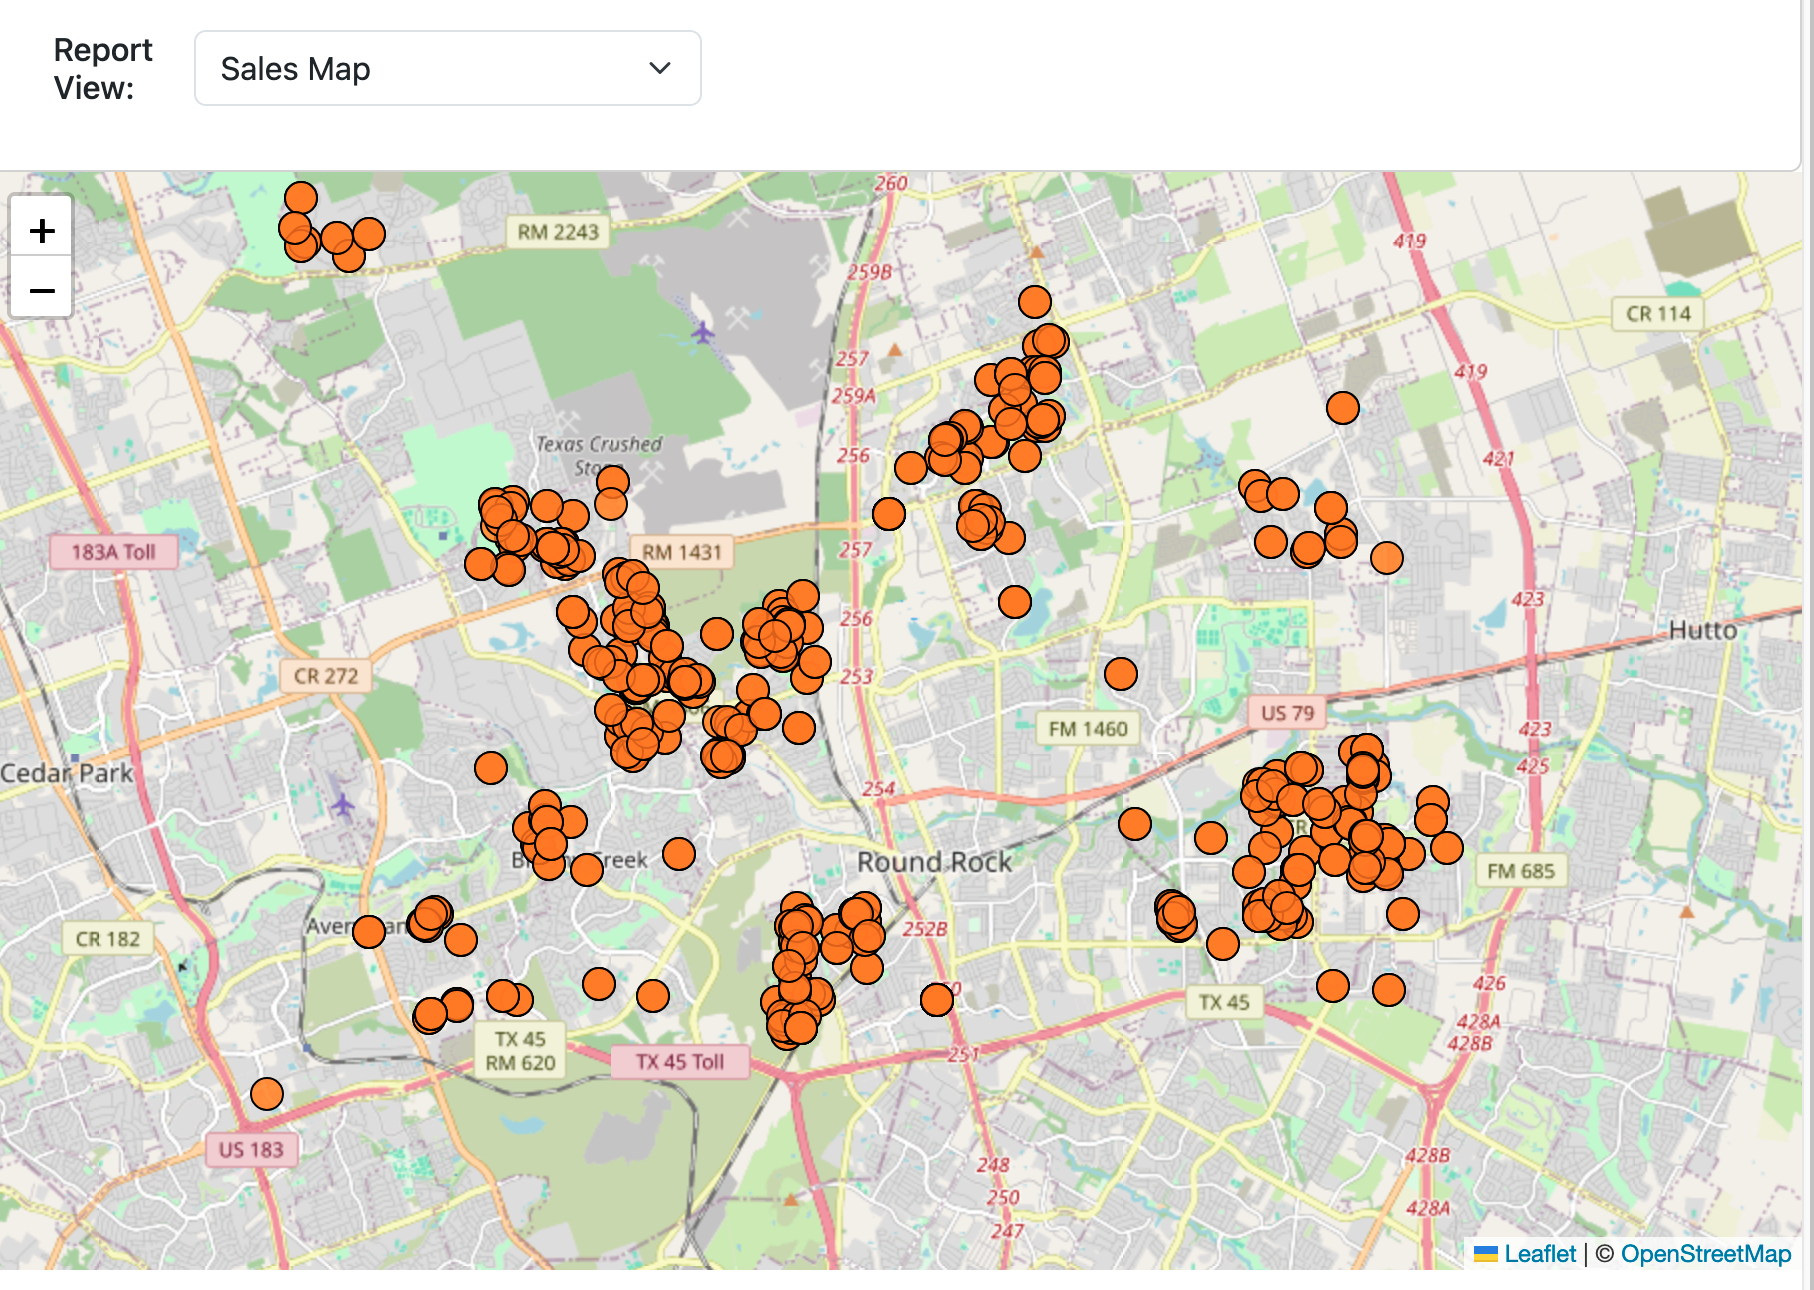 Report
View:
Sales Map
+
−
260
RM 2243
419
259B
CR 114
257
419
259A
Texas Crushed
256
421
183A Toll
RM 1431
257
423
256
Hutto
CR 272
253
US 79
FM 1460
423
425
Cedar Park
254
Round Rock
Creek
FM 685
Aver
252B
CR 182
426
TX 45
TX 45
RM 620
428A
428B
TX 45 Toll
251
US 183
428B
248
250
428A
247
Leaflet | © OpenStreetMap